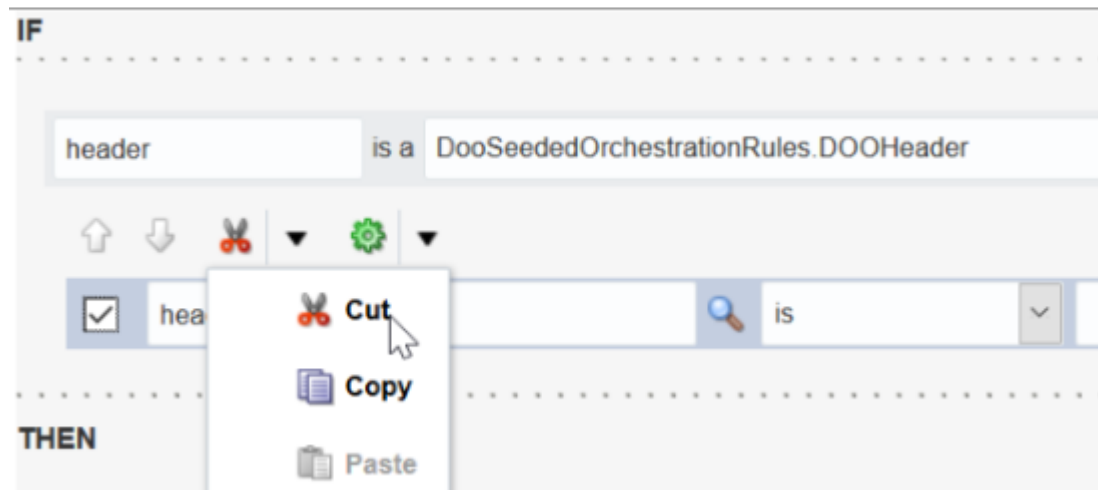 IF
header is a DooSeededOrchestrationRules.DOOHeader
hea is
Cut
Copy
THEN
Paste